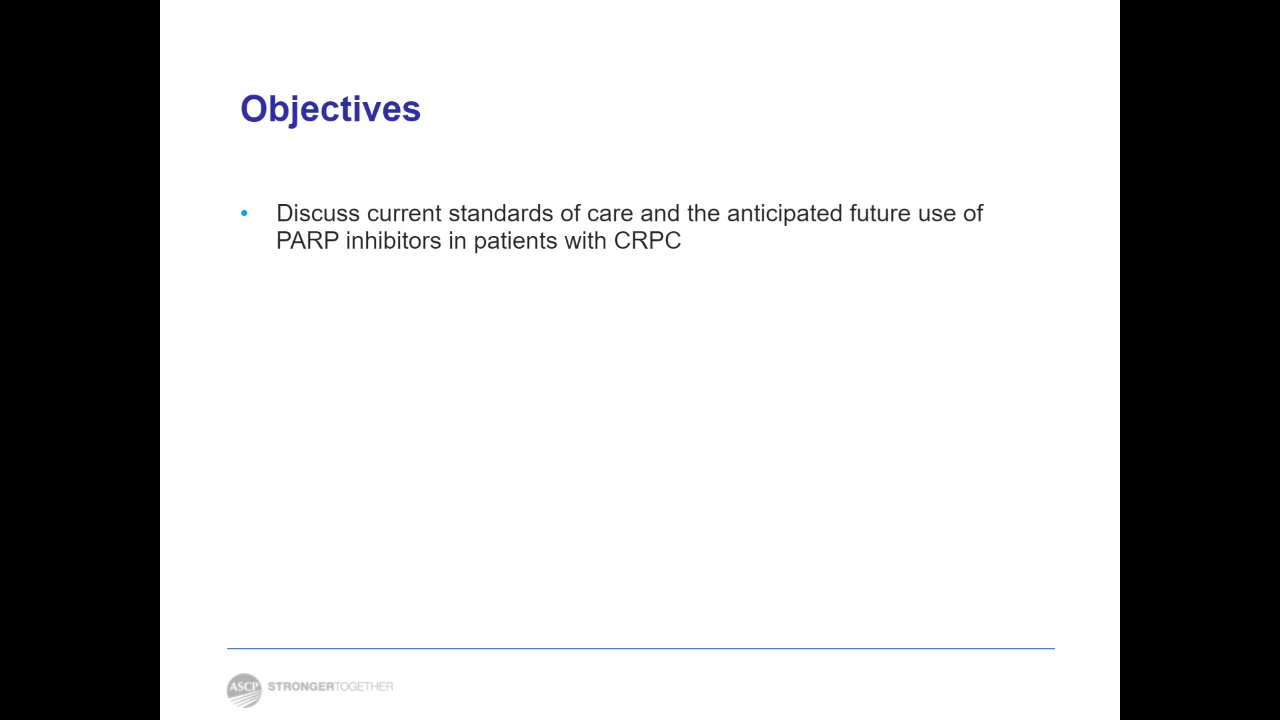 Objectives
• Discuss current standards of care and the anticipated future use of
PARP inhibitors in patients with CRPC
ASCP STRONGERTOGETHER